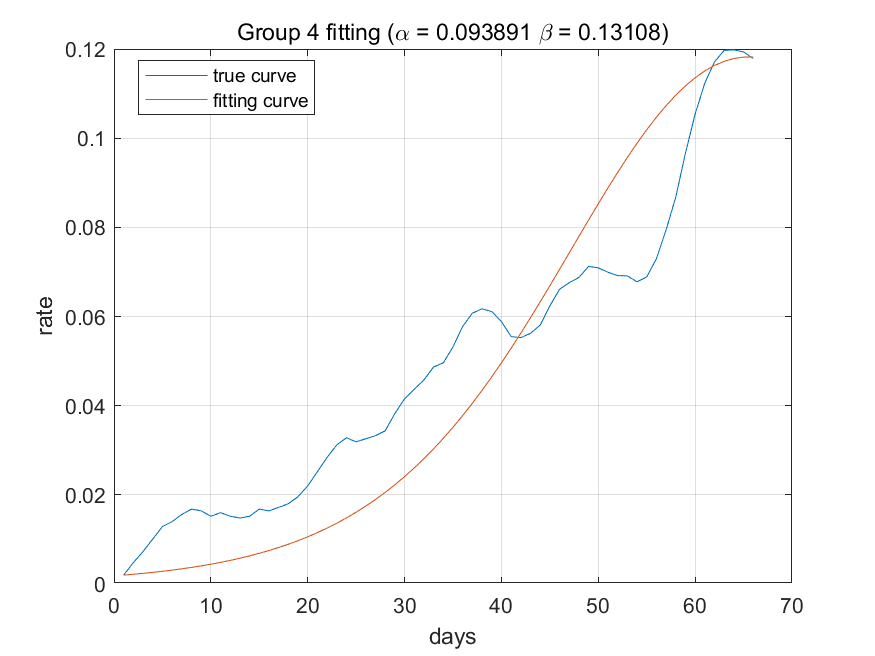 Group 4 fitting (α = 0.093891 β = 0.13108)
true curve
fitting curve
0.12
0.1
0.08
0.06
0.04
0.02
0
rate
0 10 20 30 40 50 60 70
days